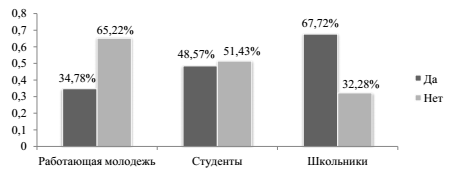 0,8
0,7
0,6
0,5
0,4
0,3
0,2
0,1
0
34,78% 65,22% 48,57% 51,43% 67,72% 32,28%
Работающая молодежь Студенты Школьники
Да
Нет